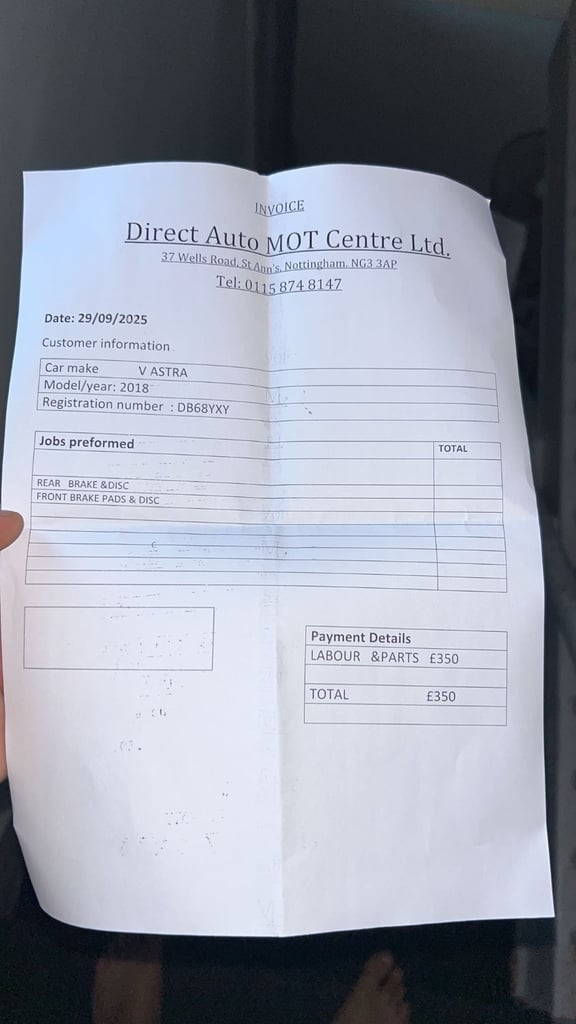 INVOICE
Direct Auto MOT Centre Ltd.
37 Wells Road, St Ann's, Nottingham. NG3 3AP
Tel: 0115 874 8147
Date: 29/09/2025
Customer information
Car make V ASTRA
Model/year: 2018
Registration number : DB68YXY
Jobs preformed TOTAL
REAR BRAKE &DISC
FRONT BRAKE PADS & DISC
Payment Details
LABOUR &PARTS £350
TOTAL £350